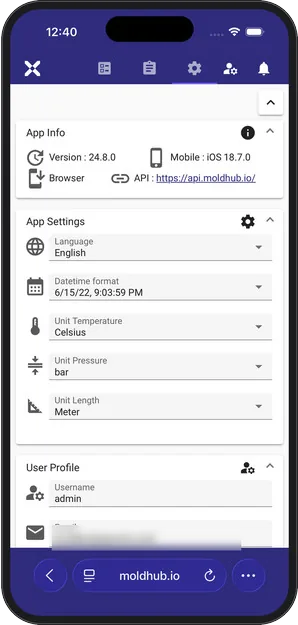 12:40
App Info
Version : 24.8.0
Mobile : iOS 18.7.0
Browser
API : https://api.moldhub.io/
App Settings
Language
English
Datetime format
6/15/22, 9:03:59 PM
Unit Temperature
Celsius
Unit Pressure
bar
Unit Length
Meter
User Profile
Username
admin
moldhub.io